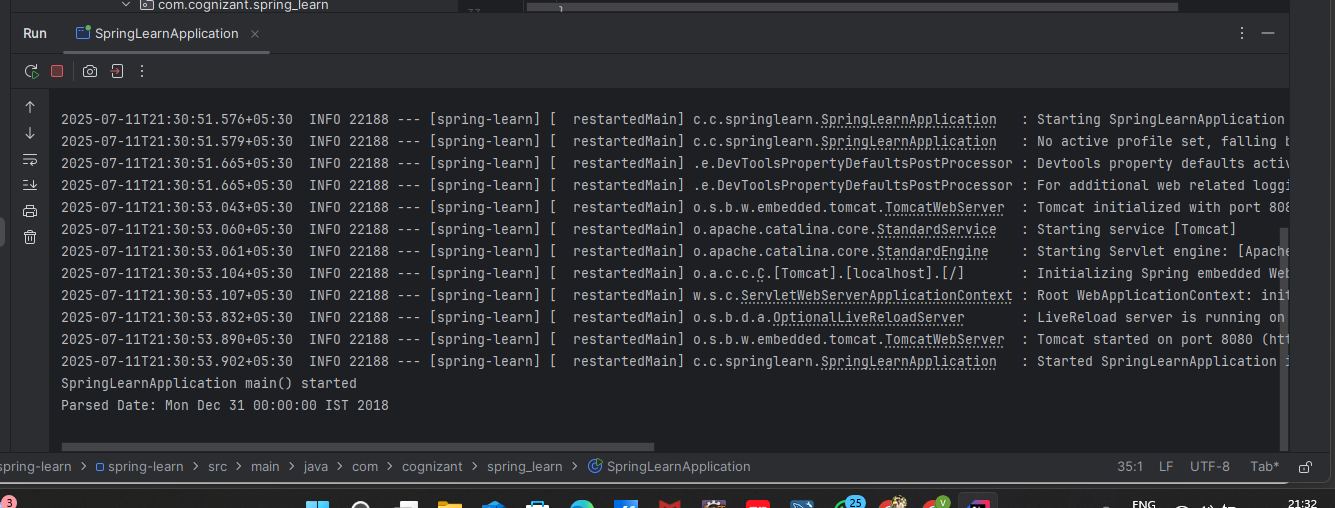 com.cognizant.spring_learn
Run SpringLearnApplication
2025-07-11T21:30:51.576+05:30 INFO 22188 --- [spring-learn] [ restartedMain] c.c.springlearn.SpringLearnApplication : Starting SpringLearnApplication
2025-07-11T21:30:51.579+05:30 INFO 22188 --- [spring-learn] [ restartedMain] c.c.springlearn.SpringLearnApplication : No active profile set, falling b
2025-07-11T21:30:51.665+05:30 INFO 22188 --- [spring-learn] [ restartedMain] .e.DevToolsPropertyDefaultsPostProcessor : Devtools property defaults activ
2025-07-11T21:30:51.665+05:30 INFO 22188 --- [spring-learn] [ restartedMain] .e.DevToolsPropertyDefaultsPostProcessor : For additional web related loggi
2025-07-11T21:30:53.043+05:30 INFO 22188 --- [spring-learn] [ restartedMain] o.s.b.w.embedded.tomcat.TomcatWebServer : Tomcat initialized with port 808
2025-07-11T21:30:53.060+05:30 INFO 22188 --- [spring-learn] [ restartedMain] o.apache.catalina.core.StandardService : Starting service [Tomcat]
2025-07-11T21:30:53.061+05:30 INFO 22188 --- [spring-learn] [ restartedMain] o.apache.catalina.core.StandardEngine : Starting Servlet engine: [Apache
2025-07-11T21:30:53.104+05:30 INFO 22188 --- [spring-learn] [ restartedMain] o.a.c.c.C.[Tomcat].[localhost].[/] : Initializing Spring embedded Web
2025-07-11T21:30:53.107+05:30 INFO 22188 --- [spring-learn] [ restartedMain] w.s.c.ServletWebServerApplicationContext : Root WebApplicationContext: init
2025-07-11T21:30:53.832+05:30 INFO 22188 --- [spring-learn] [ restartedMain] o.s.b.d.a.OptionalLiveReloadServer : LiveReload server is running on
2025-07-11T21:30:53.890+05:30 INFO 22188 --- [spring-learn] [ restartedMain] o.s.b.w.embedded.tomcat.TomcatWebServer : Tomcat started on port 8080 (htt
2025-07-11T21:30:53.902+05:30 INFO 22188 --- [spring-learn] [ restartedMain] c.c.springlearn.SpringLearnApplication : Started SpringLearnApplication i
SpringLearnApplication main() started
Parsed Date: Mon Dec 31 00:00:00 IST 2018
spring-learn > spring-learn > src > main > java > com > cognizant > spring_learn > SpringLearnApplication 35:1 LF UTF-8 Tab*
3 25 V ENG 21:32